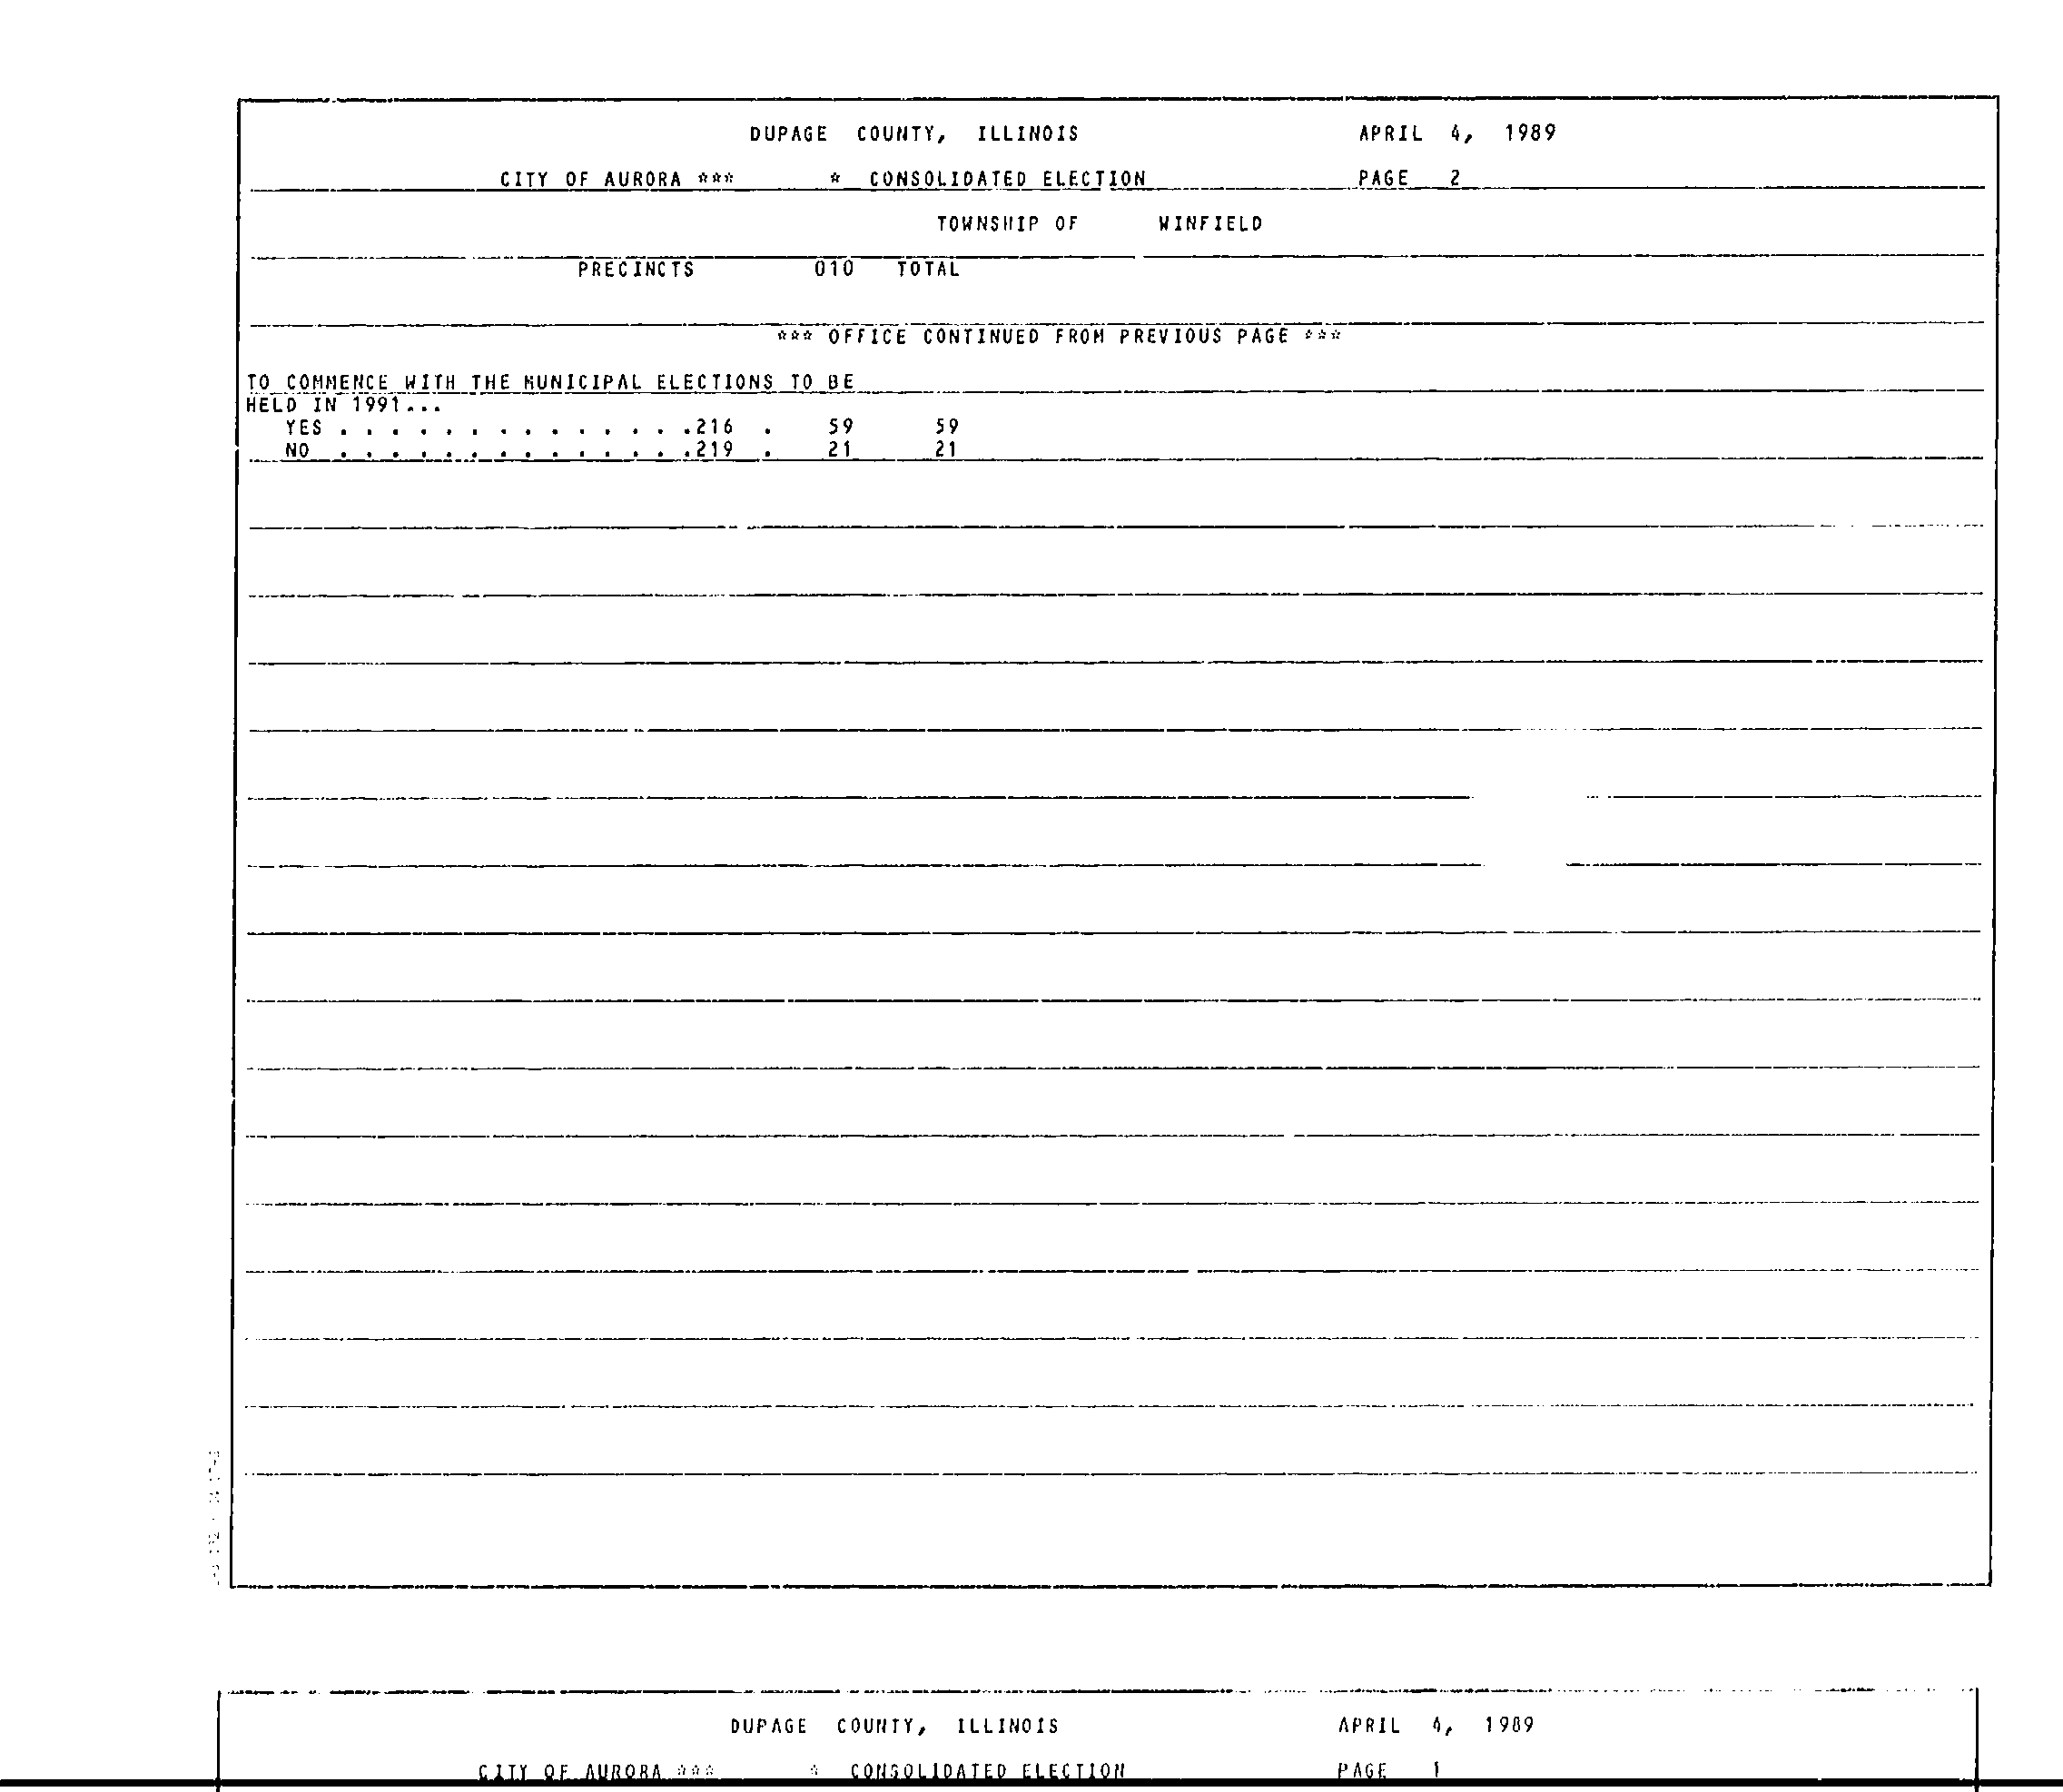 DUPAGE COUNTY, ILLINOIS APRIL 4, 1989
CITY OF AURORA *** * CONSOLIDATED ELECTION PAGE 2
TOWNSHIP OF WINFIELD
PRECINCTS 010 TOTAL
*** OFFICE CONTINUED FROM PREVIOUS PAGE ***
TO COMMENCE WITH THE MUNICIPAL ELECTIONS TO BE
HELD IN 1991...
YES . . . . . . . . . . . . . .216 . 59 59
NO . . . . . . . . . . . . . .219 . 21 21
DUPAGE COUNTY, ILLINOIS APRIL 4, 1989
CITY OF AURORA *** * CONSOLIDATED ELECTION PAGE 1